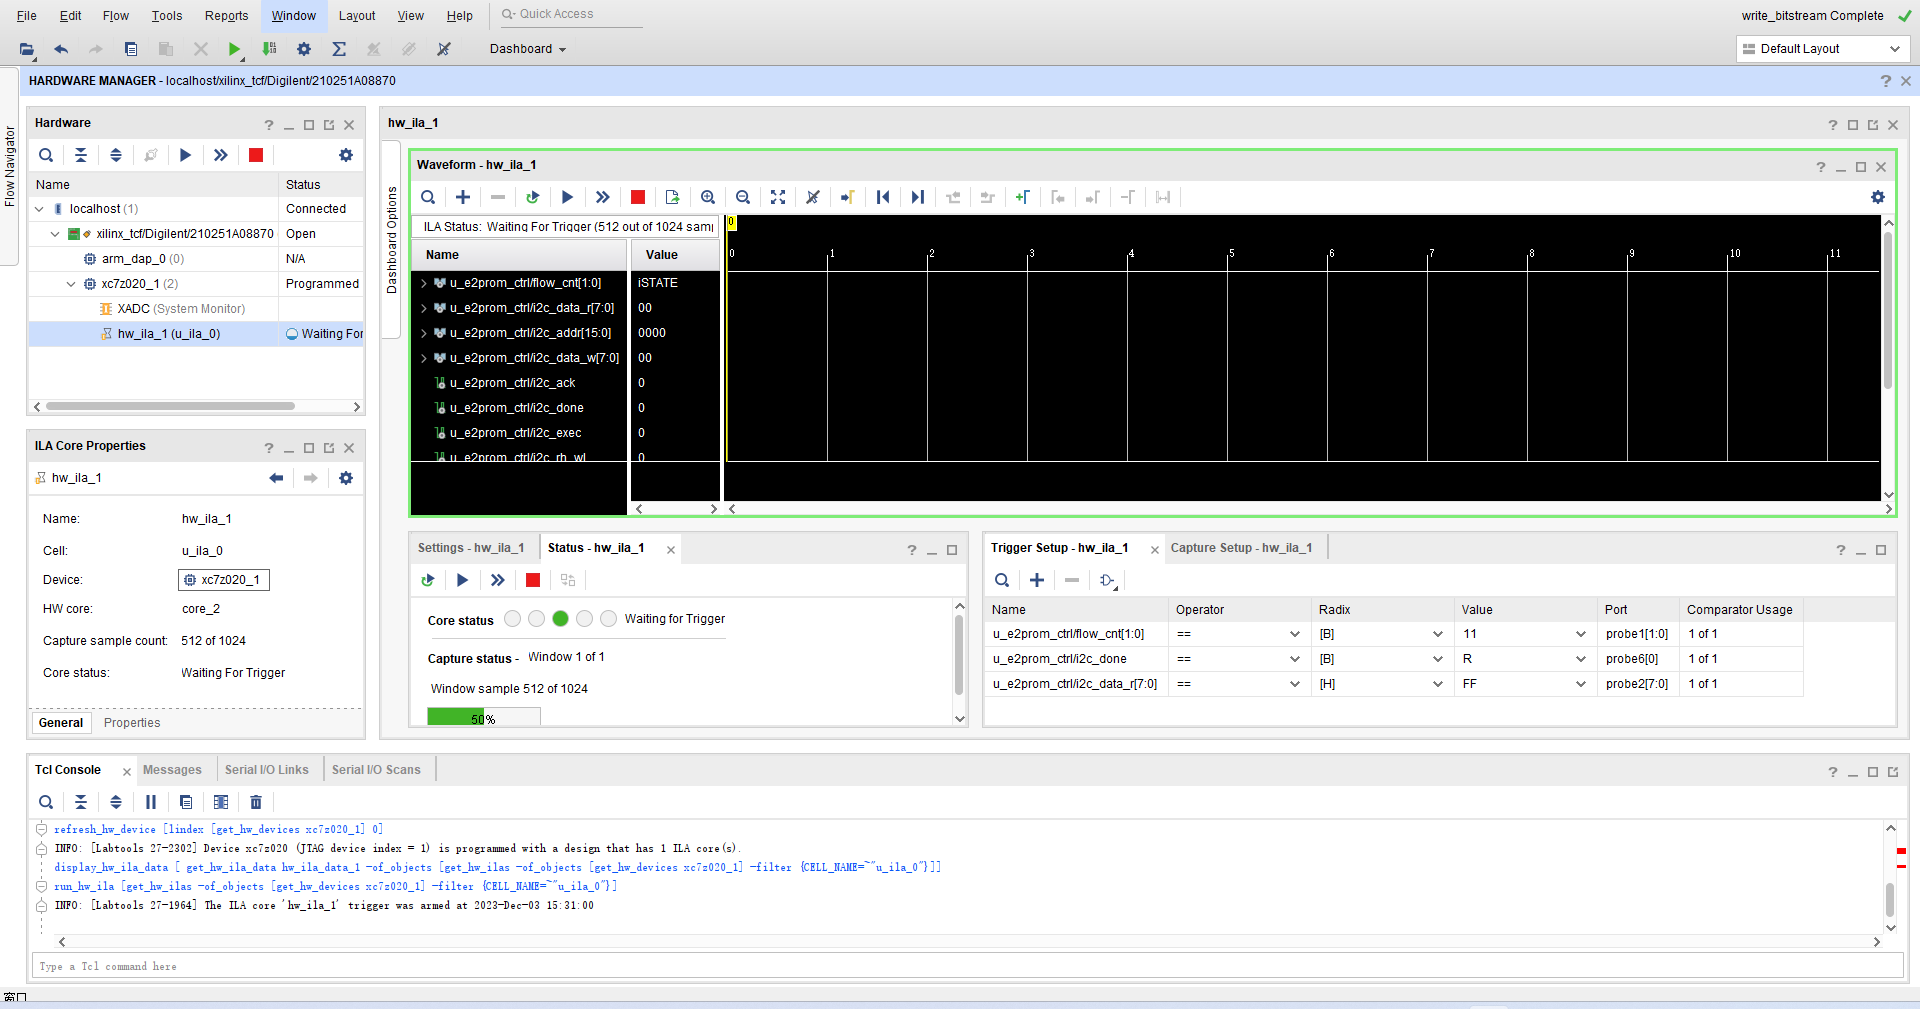 File Edit Flow Tools Reports Window Layout View Help Quick Access write_bitstream Complete
Dashboard Default Layout
HARDWARE MANAGER - localhost/xilinx_tcf/Digilent/210251A08870
Flow Navigator
Hardware
Name Status
localhost (1) Connected
xilinx_tcf/Digilent/210251A08870 Open
arm_dap_0 (0) N/A
xc7z020_1 (2) Programmed
XADC (System Monitor)
hw_ila_1 (u_ila_0) Waiting For
ILA Core Properties
hw_ila_1
Name: hw_ila_1
Cell: u_ila_0
Device: xc7z020_1
HW core: core_2
Capture sample count: 512 of 1024
Core status: Waiting For Trigger
General Properties
hw_ila_1
Dashboard Options
Waveform - hw_ila_1
ILA Status: Waiting For Trigger (512 out of 1024 samp
0
Name Value
0 1 2 3 4 5 6 7 8 9 10 11
u_e2prom_ctrl/flow_cnt[1:0] iSTATE
u_e2prom_ctrl/i2c_data_r[7:0] 00
u_e2prom_ctrl/i2c_addr[15:0] 0000
u_e2prom_ctrl/i2c_data_w[7:0] 00
u_e2prom_ctrl/i2c_ack 0
u_e2prom_ctrl/i2c_done 0
u_e2prom_ctrl/i2c_exec 0
u_e2prom_ctrl/i2c_rh_wl 0
Settings - hw_ila_1 Status - hw_ila_1
Core status Waiting for Trigger
Capture status - Window 1 of 1
Window sample 512 of 1024
50%
Trigger Setup - hw_ila_1 Capture Setup - hw_ila_1
Name Operator Radix Value Port Comparator Usage
u_e2prom_ctrl/flow_cnt[1:0] == [B] 11 probe1[1:0] 1 of 1
u_e2prom_ctrl/i2c_done == [B] R probe6[0] 1 of 1
u_e2prom_ctrl/i2c_data_r[7:0] == [H] FF probe2[7:0] 1 of 1
Tcl Console Messages Serial I/O Links Serial I/O Scans
refresh_hw_device [lindex [get_hw_devices xc7z020_1] 0]
INFO: [Labtools 27-2302] Device xc7z020 (JTAG device index = 1) is programmed with a design that has 1 ILA core(s).
display_hw_ila_data [ get_hw_ila_data hw_ila_data_1 -of_objects [get_hw_ilas -of_objects [get_hw_devices xc7z020_1] -filter {CELL_NAME=~"u_ila_0"}]]
run_hw_ila [get_hw_ilas -of_objects [get_hw_devices xc7z020_1] -filter {CELL_NAME=~"u_ila_0"}]
INFO: [Labtools 27-1964] The ILA core 'hw_ila_1' trigger was armed at 2023-Dec-03 15:31:00
Type a Tcl command here
窗口